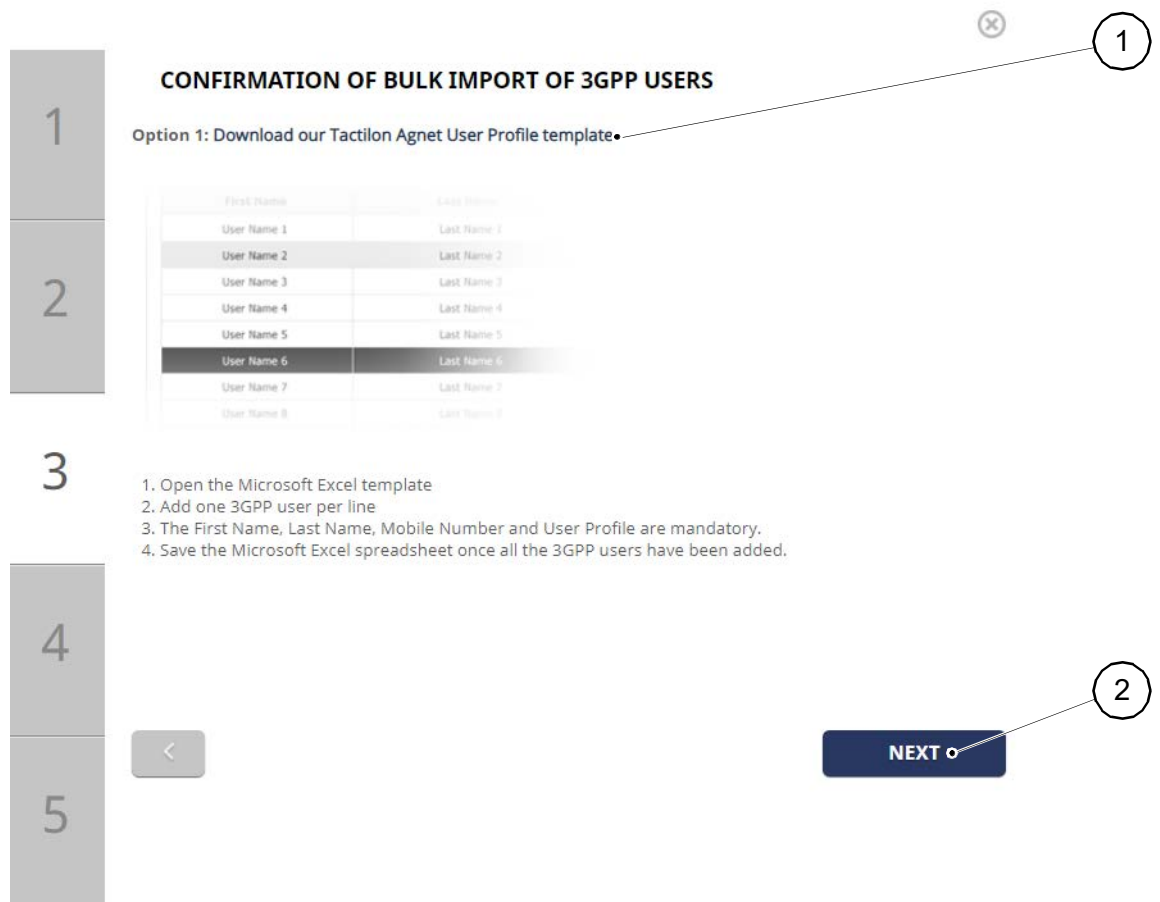 1
CONFIRMATION OF BULK IMPORT OF 3GPP USERS
1
Option 1: Download our Tactilon Agnet User Profile template
First Name Last Name
User Name 1 Last Name 1
User Name 2 Last Name 2
2
User Name 3 Last Name 3
User Name 4 Last Name 4
User Name 5 Last Name 5
User Name 6 Last Name 6
User Name 7 Last Name 7
User Name 8 Last Name 8
3
1. Open the Microsoft Excel template
2. Add one 3GPP user per line
3. The First Name, Last Name, Mobile Number and User Profile are mandatory.
4. Save the Microsoft Excel spreadsheet once all the 3GPP users have been added.
4
2
NEXT
5